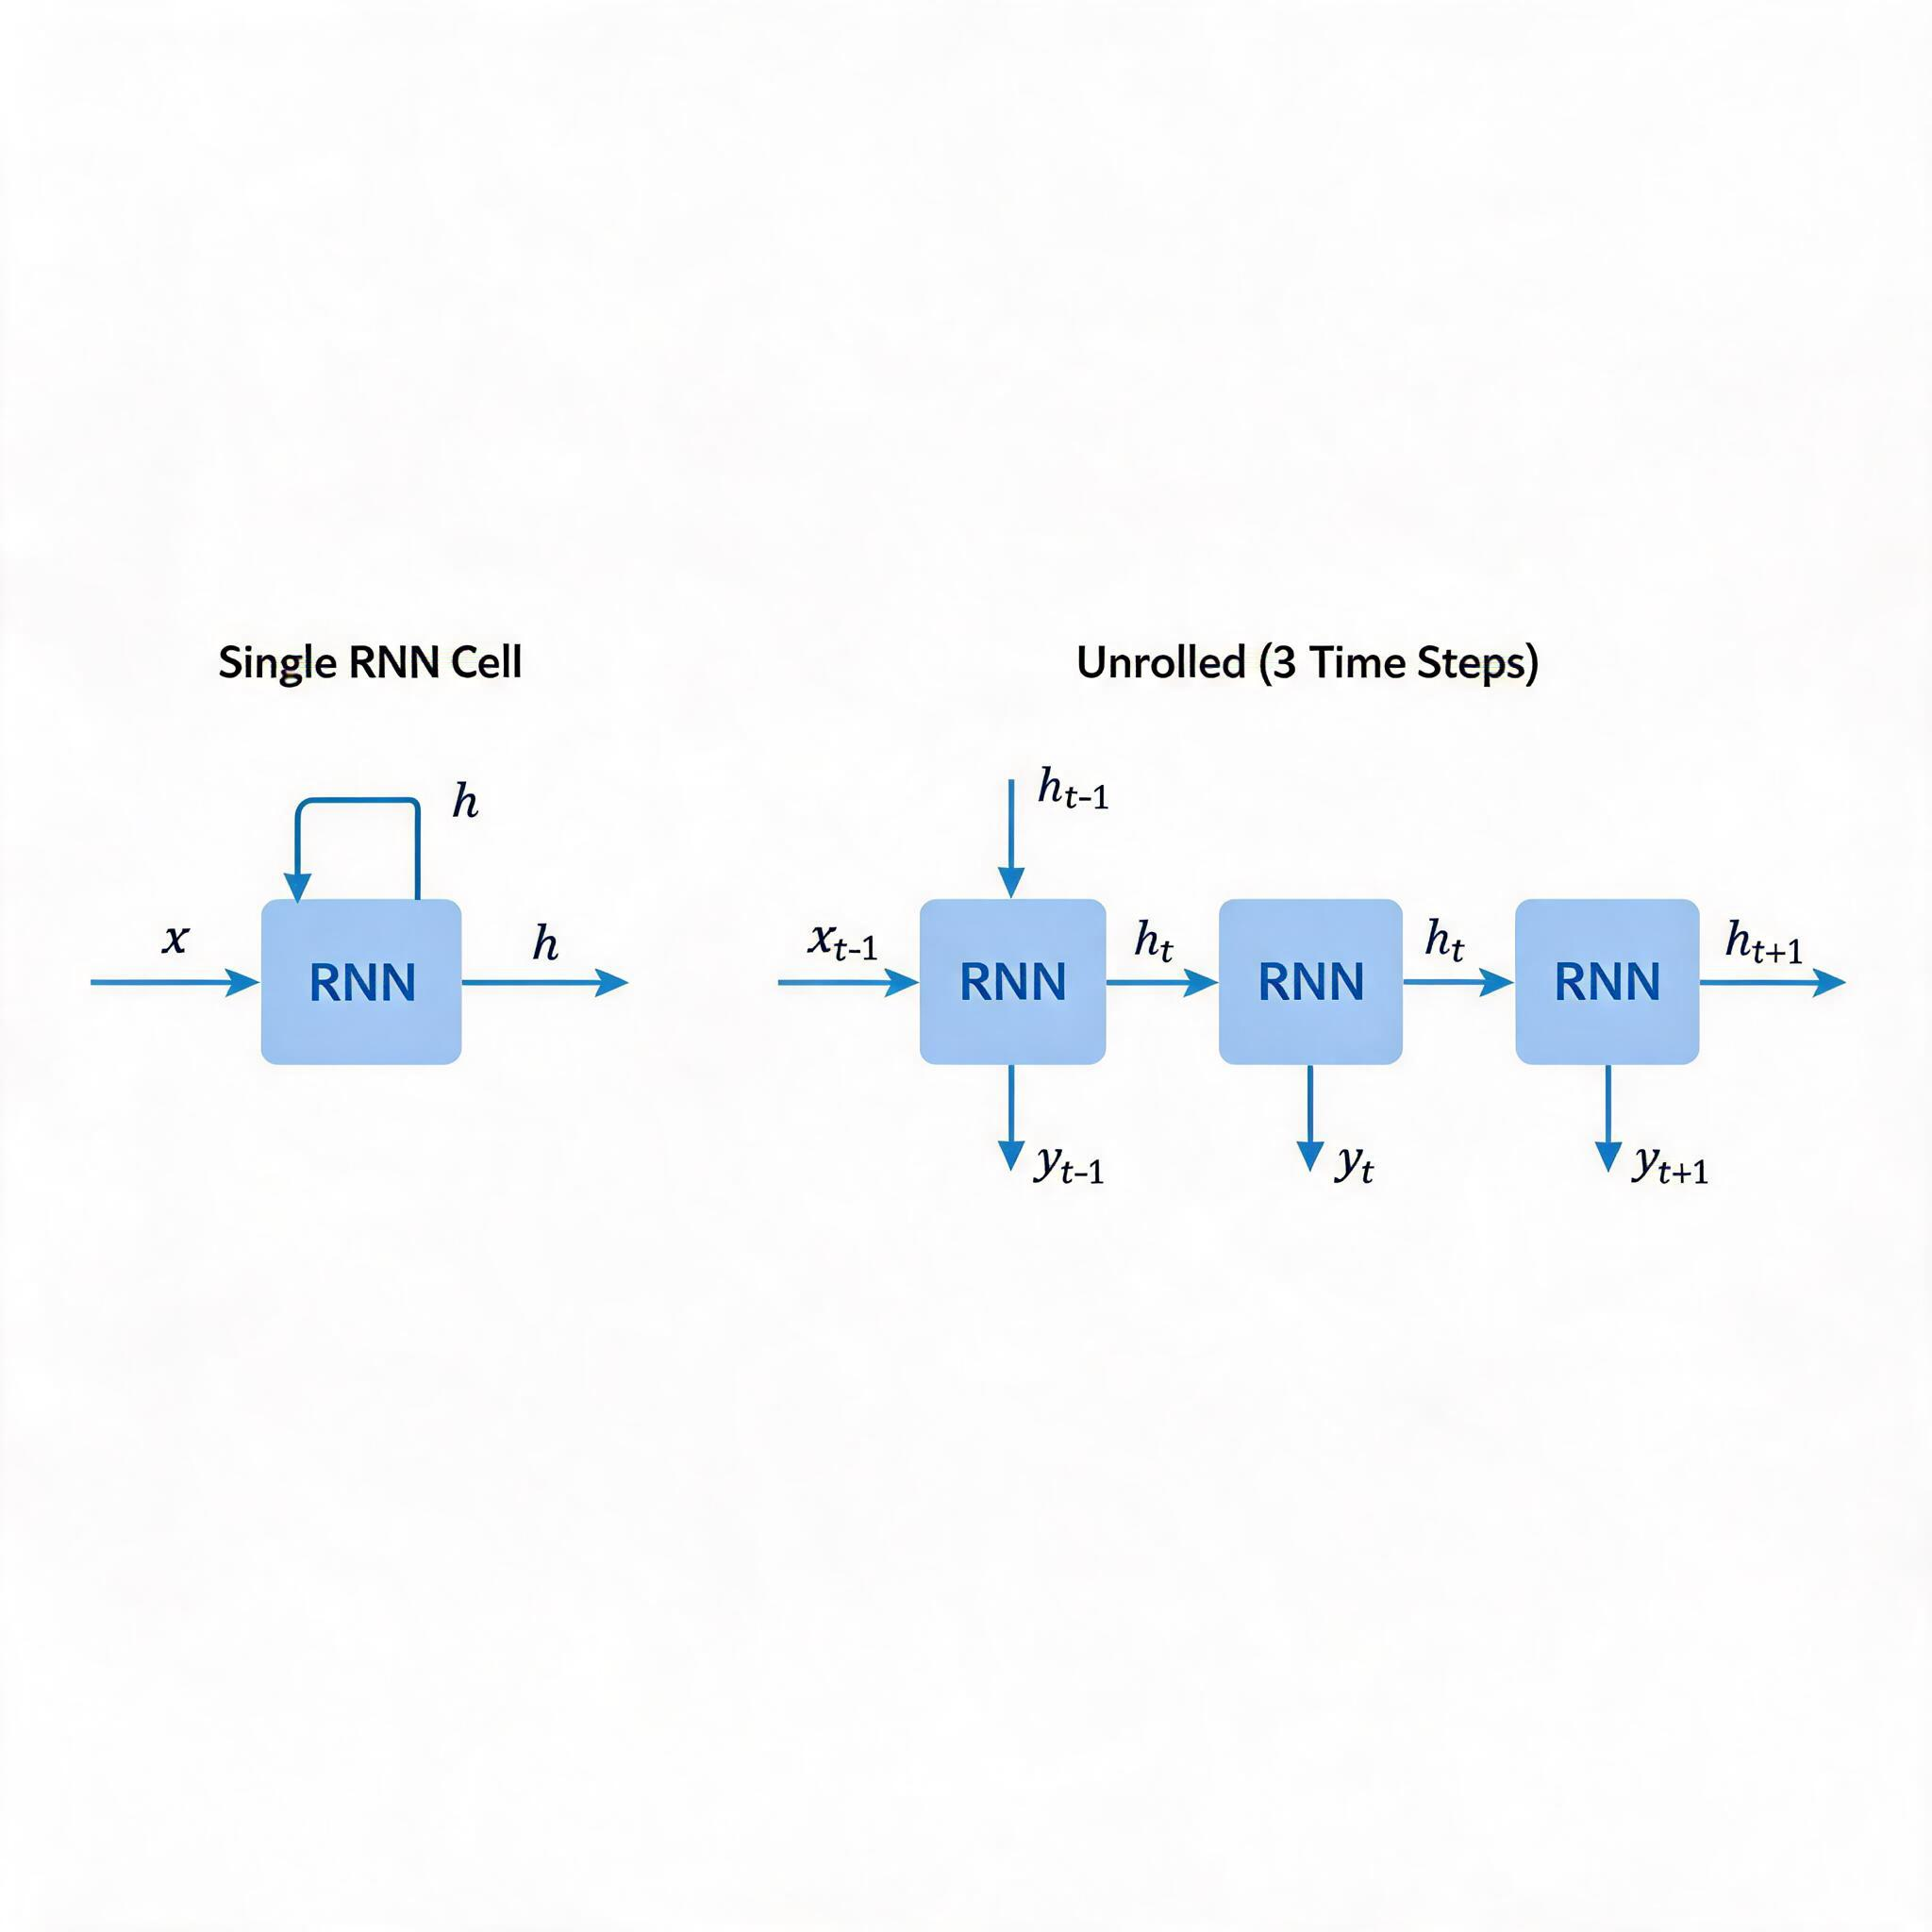 Single RNN Cell
h
x
RNN
h
Unrolled (3 Time Steps)
h_{t-1}
x_{t-1}
RNN
h_t
RNN
h_t
RNN
h_{t+1}
y_{t-1}
y_t
y_{t+1}